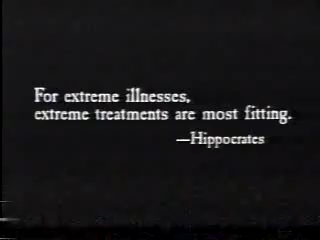 For extreme illnesses,
extreme treatments are most fitting.
—Hippocrates